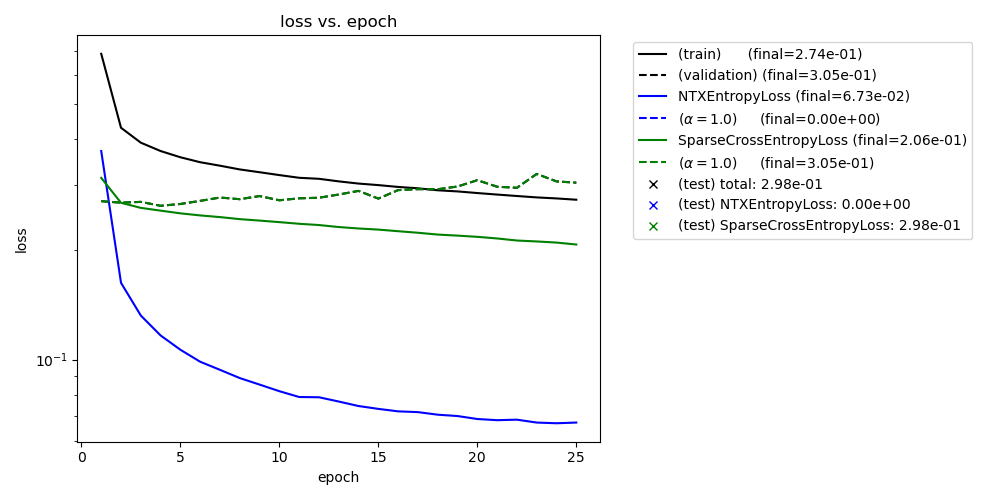 loss vs. epoch
loss
10⁻¹
0 5 10 15 20 25
epoch
(train) (final=2.74e-01)
(validation) (final=3.05e-01)
NTXEntropyLoss (final=6.73e-02)
(α = 1.0) (final=0.00e+00)
SparseCrossEntropyLoss (final=2.06e-01)
(α = 1.0) (final=3.05e-01)
(test) total: 2.98e-01
(test) NTXEntropyLoss: 0.00e+00
(test) SparseCrossEntropyLoss: 2.98e-01